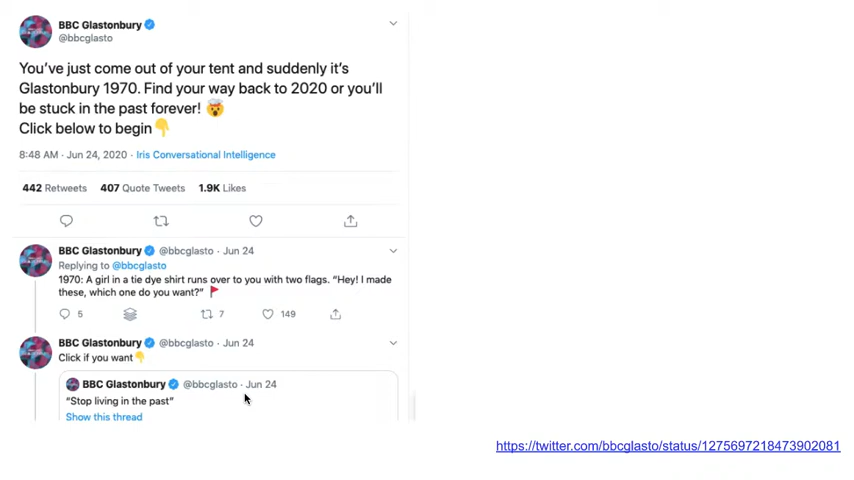 BBC Glastonbury
@bbcglasto
You’ve just come out of your tent and suddenly it’s
Glastonbury 1970. Find your way back to 2020 or you’ll
be stuck in the past forever! 🤯
Click below to begin👇
8:48 AM · Jun 24, 2020 · Iris Conversational Intelligence
442 Retweets 407 Quote Tweets 1.9K Likes
BBC Glastonbury @bbcglasto · Jun 24
Replying to @bbcglasto
1970: A girl in a tie dye shirt runs over to you with two flags. “Hey! I made
these, which one do you want?” 🚩
5 7 149
BBC Glastonbury @bbcglasto · Jun 24
Click if you want👇
BBC Glastonbury @bbcglasto · Jun 24
“Stop living in the past”
Show this thread
https://twitter.com/bbcglasto/status/1275697218473902081